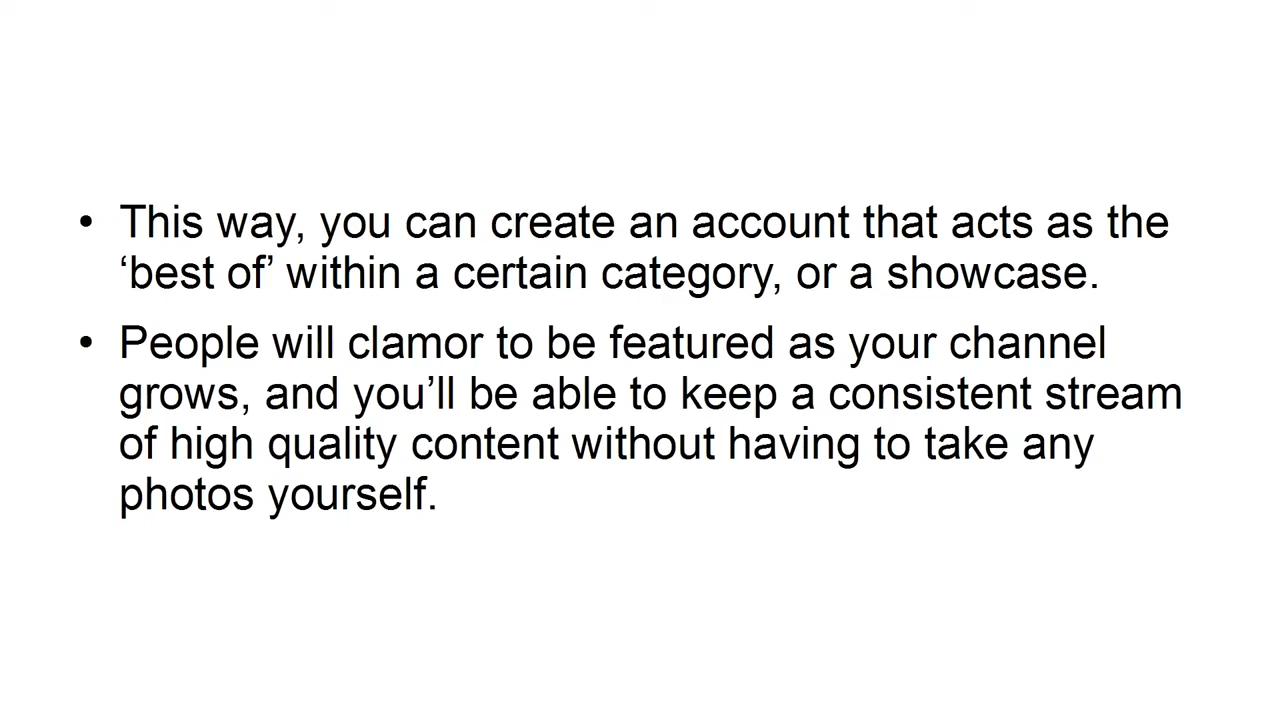 • This way, you can create an account that acts as the
‘best of’ within a certain category, or a showcase.
• People will clamor to be featured as your channel
grows, and you’ll be able to keep a consistent stream
of high quality content without having to take any
photos yourself.